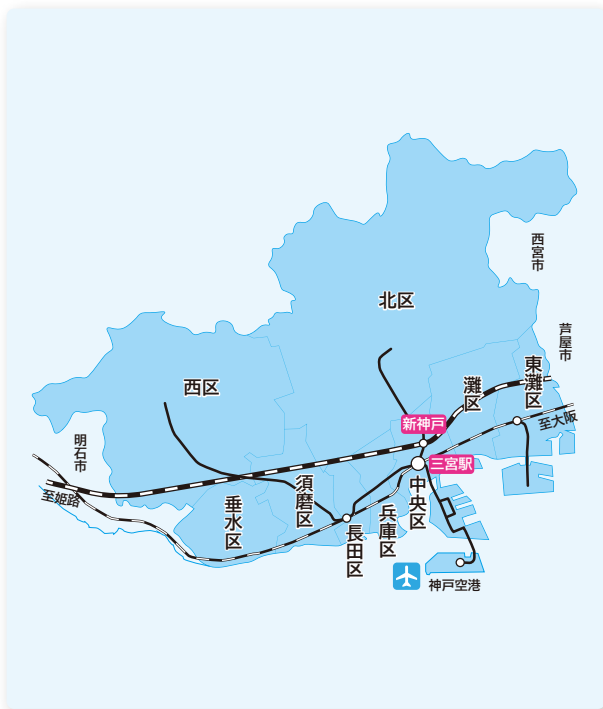 西宮市
北区
芦屋市
東灘区
灘区
西区
至大阪
新神戸
明石市
三宮駅
至姫路
須磨区
中央区
垂水区
兵庫区
長田区
神戸空港